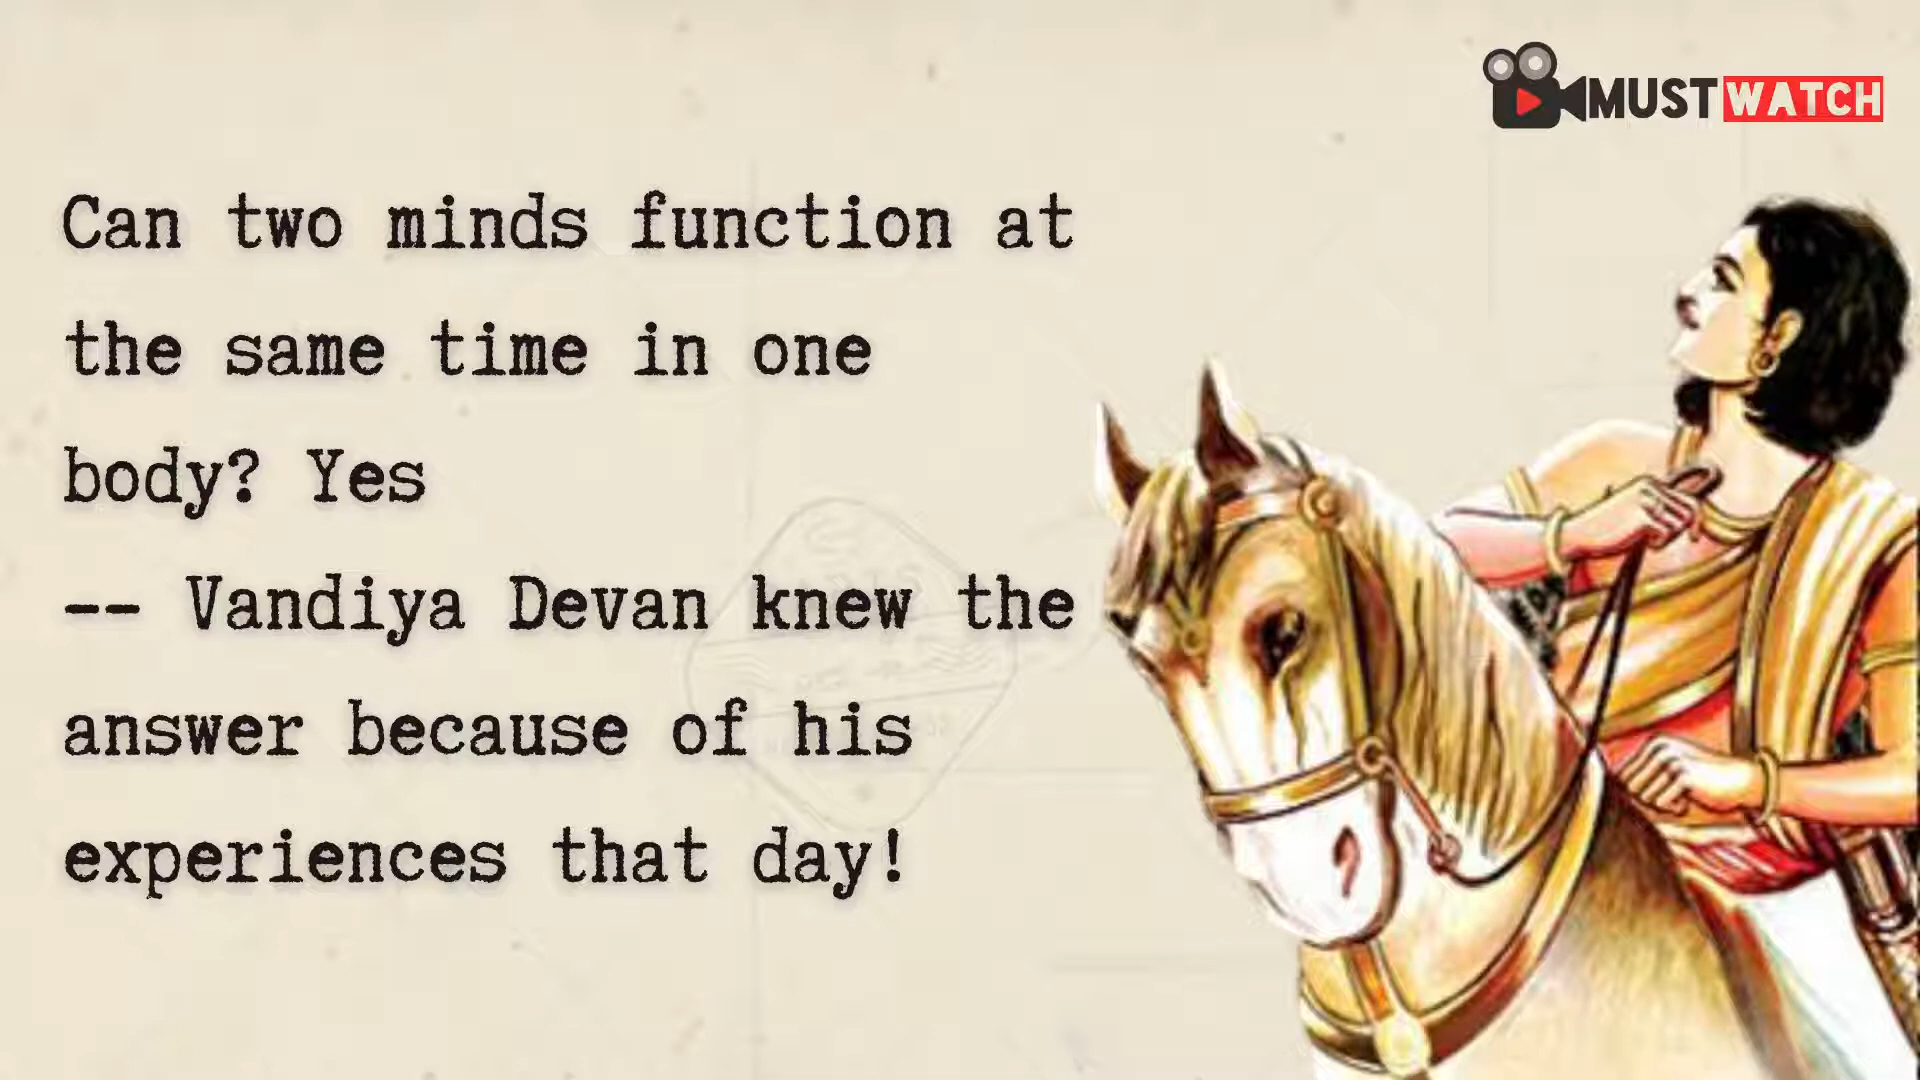 MUST WATCH
Can two minds function at
the same time in one
body? Yes
-- Vandiya Devan knew the
answer because of his
experiences that day!